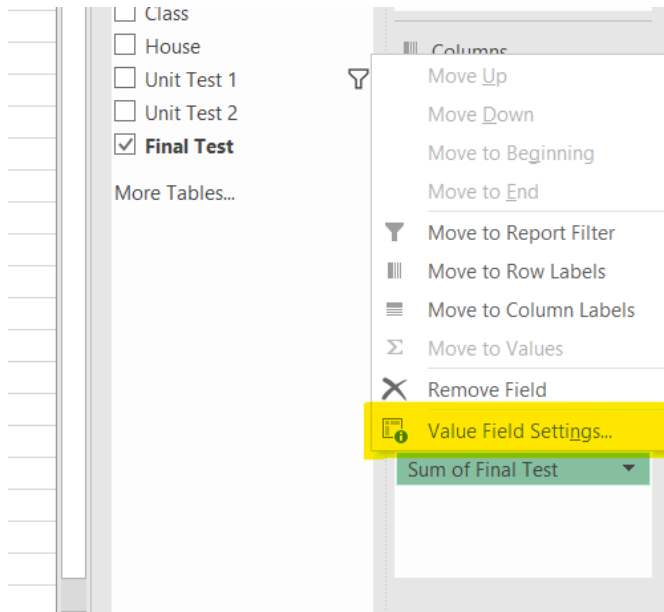 Class
House
Unit Test 1
Unit Test 2
Final Test
More Tables...
Columns
Move Up
Move Down
Move to Beginning
Move to End
Move to Report Filter
Move to Row Labels
Move to Column Labels
Σ Move to Values
Remove Field
Value Field Settings...
Sum of Final Test